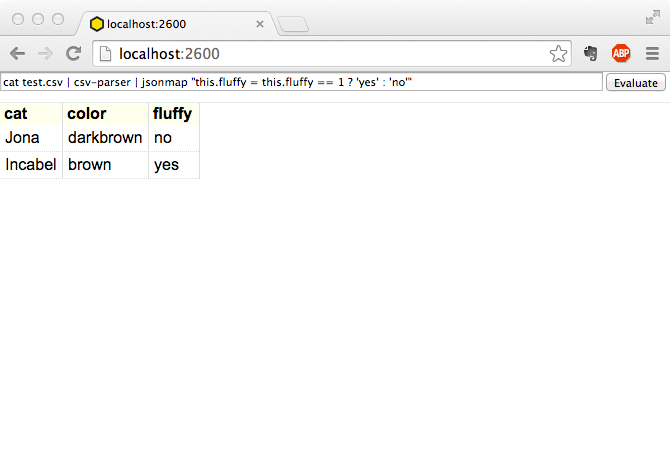 localhost:2600
localhost:2600
ABP
cat test.csv | csv-parser | jsonmap "this.fluffy = this.fluffy == 1 ? 'yes' : 'no'"
Evaluate
cat color fluffy
Jona darkbrown no
Incabel brown yes